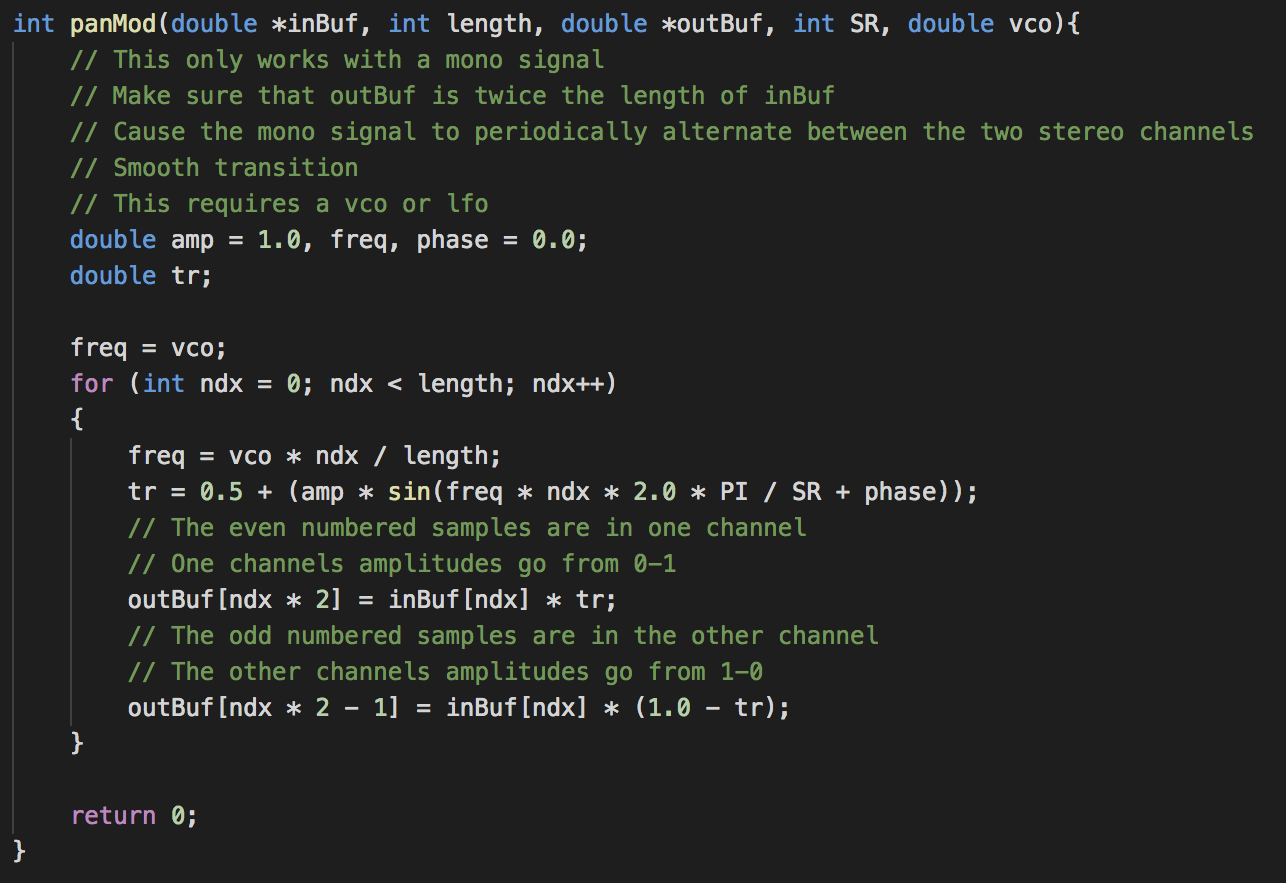 int panMod(double *inBuf, int length, double *outBuf, int SR, double vco){
// This only works with a mono signal
// Make sure that outBuf is twice the length of inBuf
// Cause the mono signal to periodically alternate between the two stereo channels
// Smooth transition
// This requires a vco or lfo
double amp = 1.0, freq, phase = 0.0;
double tr;
freq = vco;
for (int ndx = 0; ndx < length; ndx++)
{
freq = vco * ndx / length;
tr = 0.5 + (amp * sin(freq * ndx * 2.0 * PI / SR + phase));
// The even numbered samples are in one channel
// One channels amplitudes go from 0-1
outBuf[ndx * 2] = inBuf[ndx] * tr;
// The odd numbered samples are in the other channel
// The other channels amplitudes go from 1-0
outBuf[ndx * 2 - 1] = inBuf[ndx] * (1.0 - tr);
}
return 0;
}